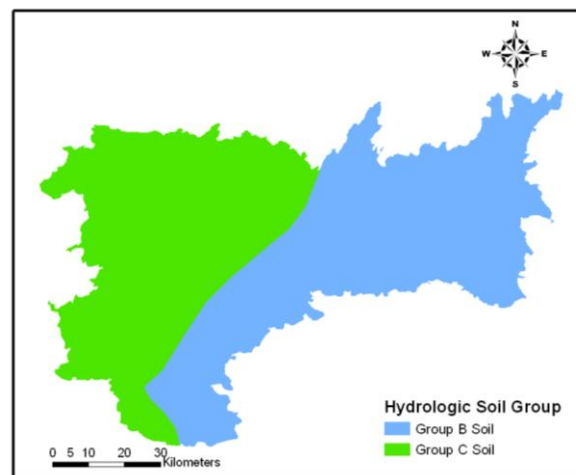 N
W E
S
Hydrologic Soil Group
Group B Soil
Group C Soil
0 5 10 20 30
Kilometers